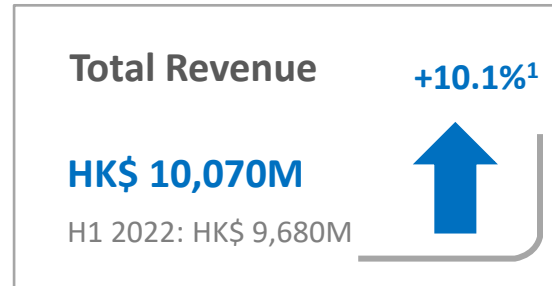 Total Revenue
+10.1%¹
HK$ 10,070M
H1 2022: HK$ 9,680M